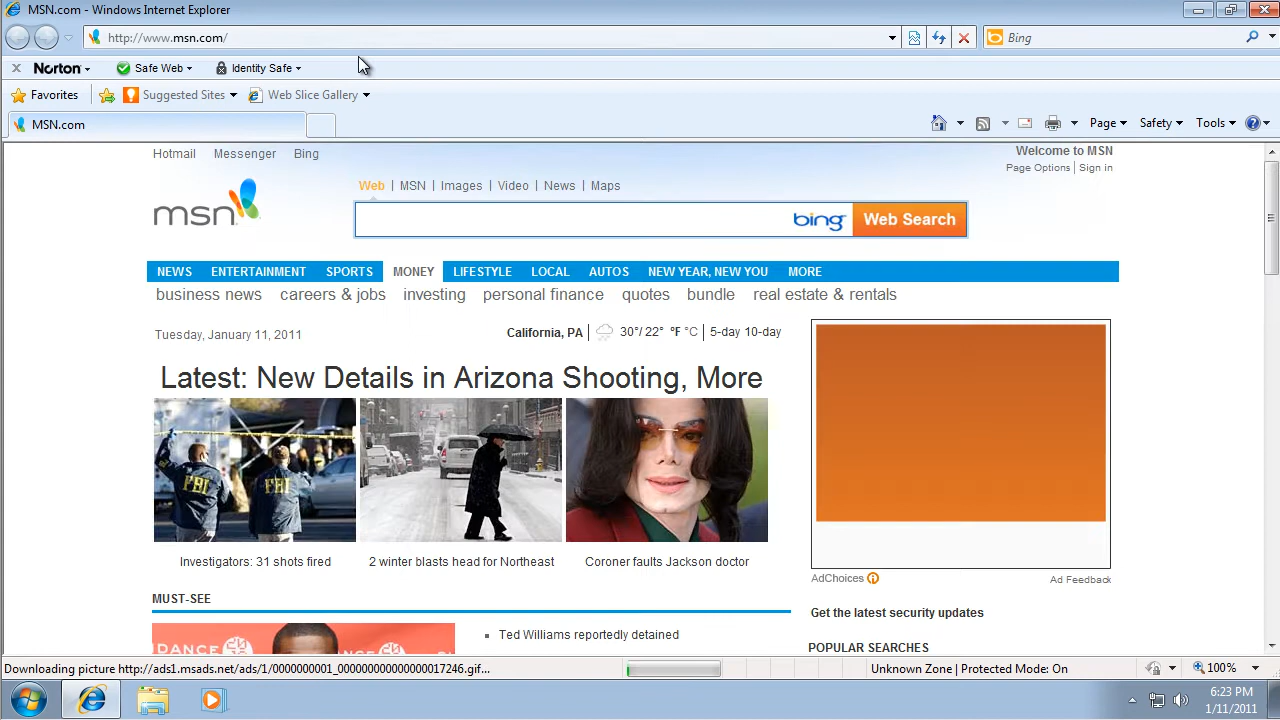 MSN.com - Windows Internet Explorer
http://www.msn.com/
Bing
Norton
Safe Web
Identity Safe
Favorites
Suggested Sites
Web Slice Gallery
MSN.com
Page
Safety
Tools
Hotmail Messenger Bing
Welcome to MSN
Page Options | Sign in
msn
Web | MSN | Images | Video | News | Maps
bing
Web Search
NEWS ENTERTAINMENT SPORTS MONEY LIFESTYLE LOCAL AUTOS NEW YEAR, NEW YOU MORE
business news careers & jobs investing personal finance quotes bundle real estate & rentals
Tuesday, January 11, 2011
California, PA | 30°/ 22° °F °C | 5-day 10-day
Latest: New Details in Arizona Shooting, More
FBI
FBI
Investigators: 31 shots fired
2 winter blasts head for Northeast
Coroner faults Jackson doctor
AdChoices
Ad Feedback
MUST-SEE
Get the latest security updates
DANCE
Ted Williams reportedly detained
POPULAR SEARCHES
Downloading picture http://ads1.msads.net/ads/1/0000000001_000000000000000017246.gif...
Unknown Zone | Protected Mode: On
100%
6:23 PM
1/11/2011